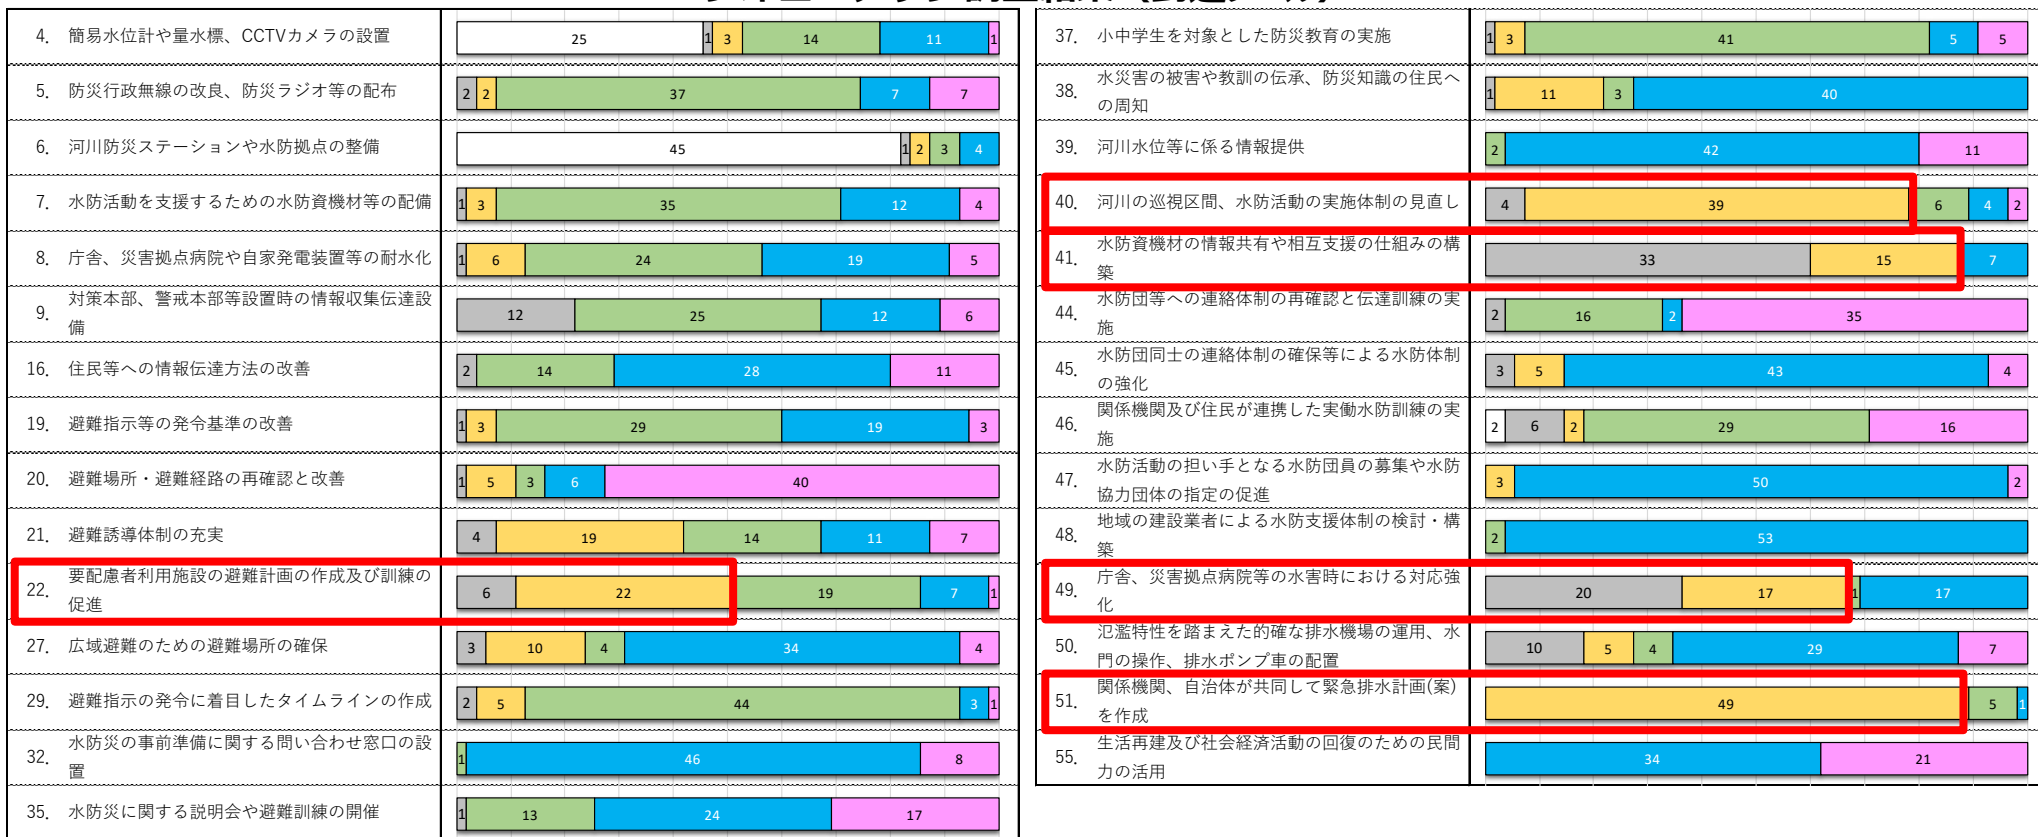 4. 簡易水位計や量水標、CCTVカメラの設置
25 1 3 14 11 1
5. 防災行政無線の改良、防災ラジオ等の配布
2 2 37 7 7
6. 河川防災ステーションや水防拠点の整備
45 1 2 3 4
7. 水防活動を支援するための水防資機材等の配備
1 3 35 12 4
8. 庁舎、災害拠点病院や自家発電装置等の耐水化
1 6 24 19 5
9. 対策本部、警戒本部等設置時の情報収集伝達設
備
12 25 12 6
16. 住民等への情報伝達方法の改善
2 14 28 11
19. 避難指示等の発令基準の改善
1 3 29 19 3
20. 避難場所・避難経路の再確認と改善
1 5 3 6 40
21. 避難誘導体制の充実
4 19 14 11 7
22. 要配慮者利用施設の避難計画の作成及び訓練の
促進
6 22 19 7 1
27. 広域避難のための避難場所の確保
3 10 4 34 4
29. 避難指示の発令に着目したタイムラインの作成
2 5 44 3 1
32. 水防災の事前準備に関する問い合わせ窓口の設
置
1 46 8
35. 水防災に関する説明会や避難訓練の開催
1 13 24 17
37. 小中学生を対象とした防災教育の実施
1 3 41 5 5
38. 水災害の被害や教訓の伝承、防災知識の住民へ
の周知
1 11 3 40
39. 河川水位等に係る情報提供
2 42 11
40. 河川の巡視区間、水防活動の実施体制の見直し
4 39 6 4 2
41. 水防資機材の情報共有や相互支援の仕組みの構
築
33 15 7
44. 水防団等への連絡体制の再確認と伝達訓練の実
施
2 16 2 35
45. 水防団同士の連絡体制の確保等による水防体制
の強化
3 5 43 4
46. 関係機関及び住民が連携した実働水防訓練の実
施
2 6 2 29 16
47. 水防活動の担い手となる水防団員の募集や水防
協力団体の指定の促進
3 50 2
48. 地域の建設業者による水防支援体制の検討・構
築
2 53
49. 庁舎、災害拠点病院等の水害時における対応強
化
20 17 1 17
50. 氾濫特性を踏まえた的確な排水機場の運用、水
門の操作、排水ポンプ車の配置
10 5 4 29 7
51. 関係機関、自治体が共同して緊急排水計画(案)
を作成
49 5 1
55. 生活再建及び社会経済活動の回復のための民間
力の活用
34 21